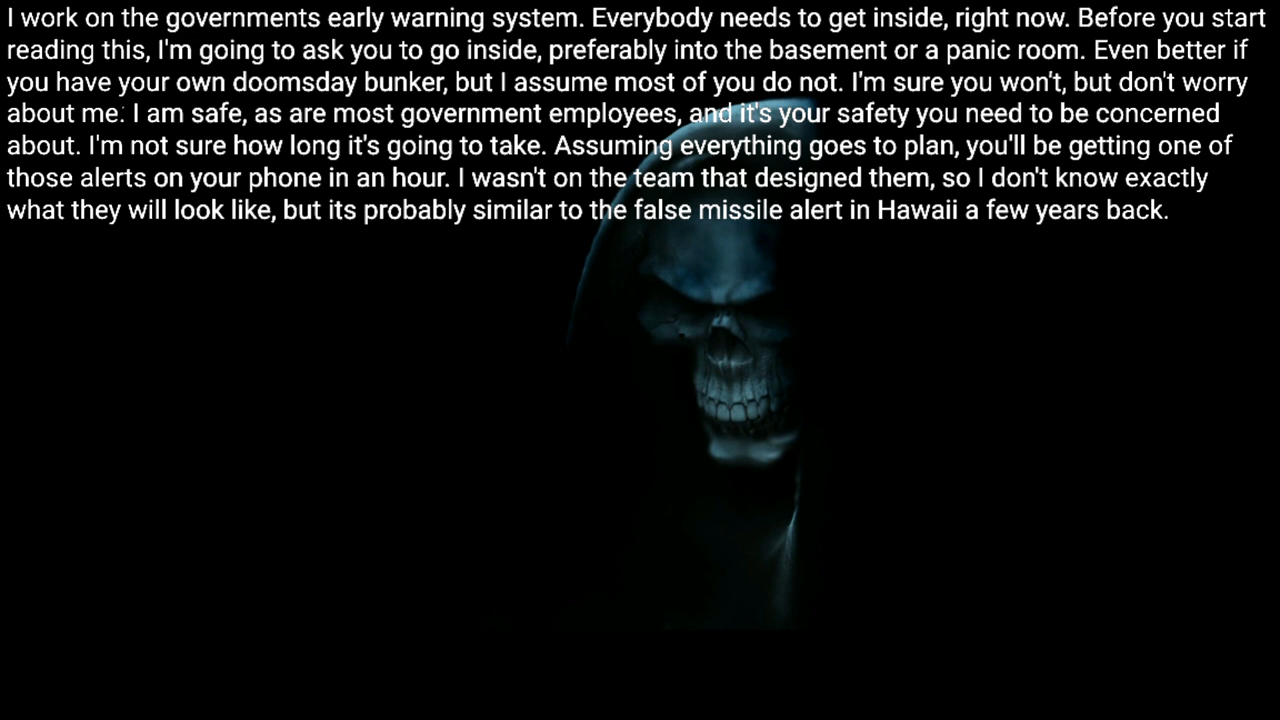 I work on the governments early warning system. Everybody needs to get inside, right now. Before you start
reading this, I'm going to ask you to go inside, preferably into the basement or a panic room. Even better if
you have your own doomsday bunker, but I assume most of you do not. I'm sure you won't, but don't worry
about me: I am safe, as are most government employees, and it's your safety you need to be concerned
about. I'm not sure how long it's going to take. Assuming everything goes to plan, you'll be getting one of
those alerts on your phone in an hour. I wasn't on the team that designed them, so I don't know exactly
what they will look like, but its probably similar to the false missile alert in Hawaii a few years back.